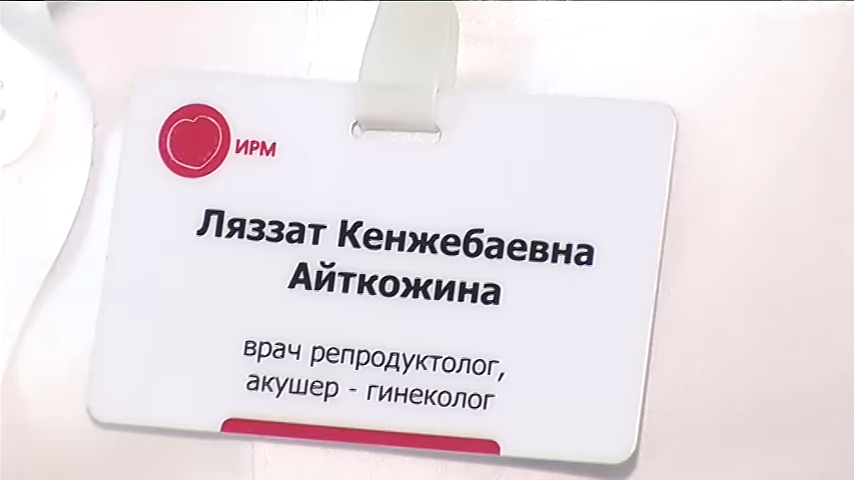 ИРМ
Ляззат Кенжебаевна
Айткожина
врач репродуктолог,
акушер - гинеколог